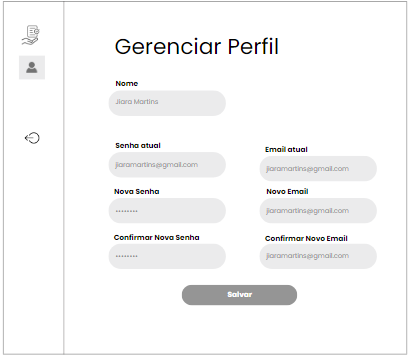 Gerenciar Perfil
Nome
Jiara Martins
Senha atual
jiaramartins@gmail.com
Email atual
jiaramartins@gmail.com
Nova Senha
••••••••
Novo Email
jiaramartins@gmail.com
Confirmar Nova Senha
••••••••
Confirmar Novo Email
jiaramartins@gmail.com
Salvar